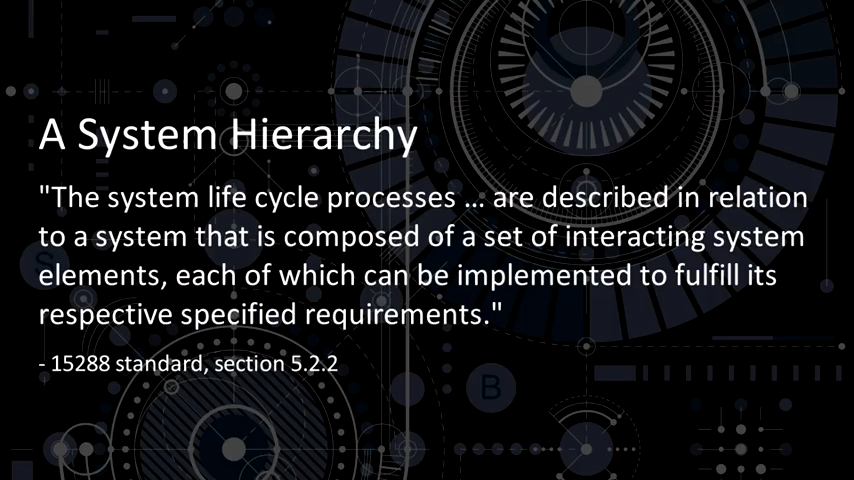 A System Hierarchy
"The system life cycle processes … are described in relation
to a system that is composed of a set of interacting system
elements, each of which can be implemented to fulfill its
respective specified requirements."
- 15288 standard, section 5.2.2
S
B